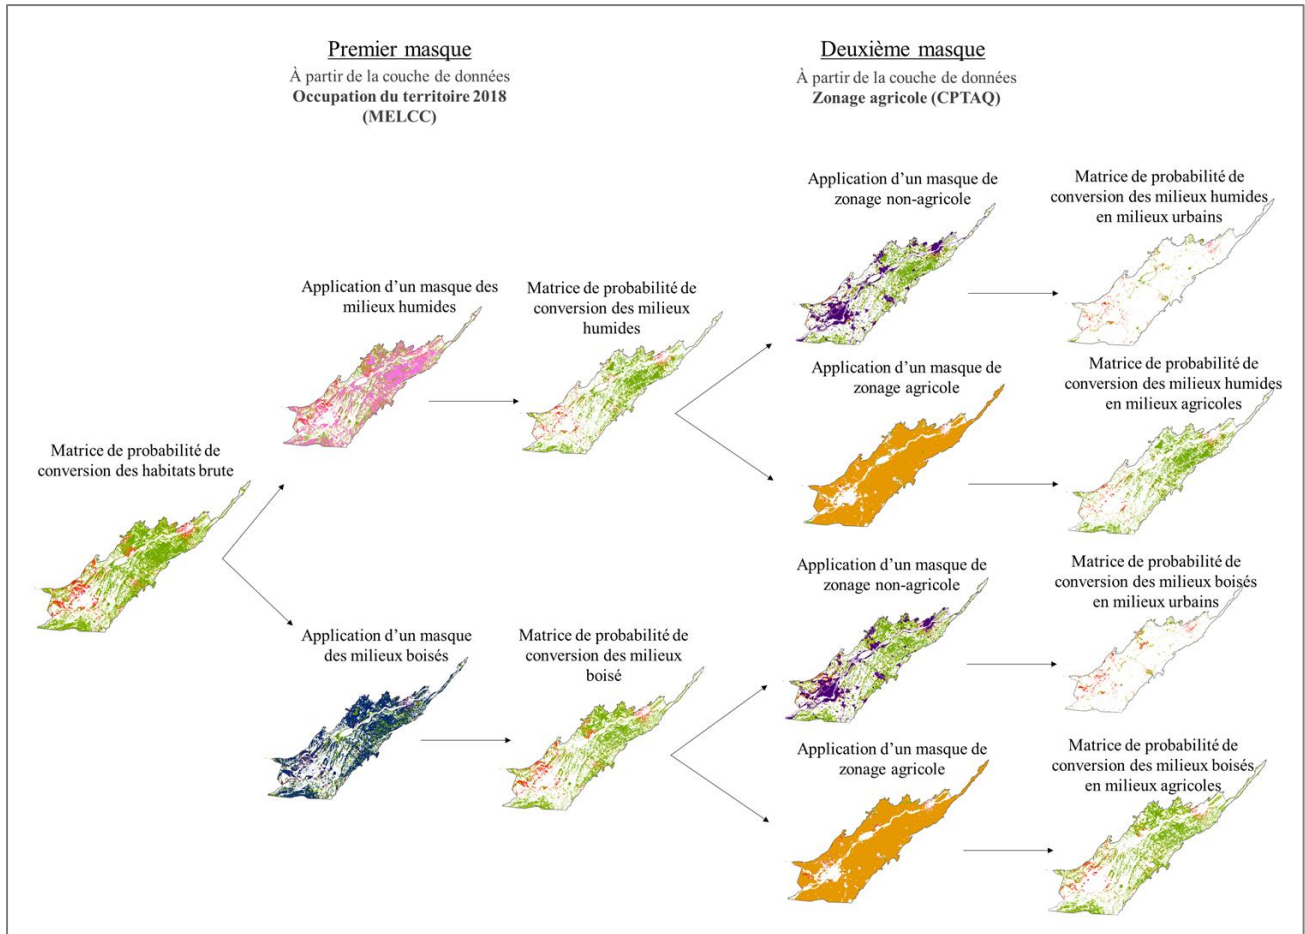 Premier masque
À partir de la couche de données
Occupation du territoire 2018
(MELCC)
Deuxième masque
À partir de la couche de données
Zonage agricole (CPTAQ)
Matrice de probabilité de
conversion des habitats brute
Application d’un masque des
milieux humides
Matrice de probabilité de
conversion des milieux
humides
Application d’un masque de
zonage non-agricole
Matrice de probabilité de
conversion des milieux humides
en milieux urbains
Application d’un masque de
zonage agricole
Matrice de probabilité de
conversion des milieux humides
en milieux agricoles
Application d’un masque
des milieux boisés
Matrice de probabilité de
conversion des milieux
boisé
Application d’un masque de
zonage non-agricole
Matrice de probabilité de
conversion des milieux boisés
en milieux urbains
Application d’un masque de
zonage agricole
Matrice de probabilité de
conversion des milieux boisés
en milieux agricoles